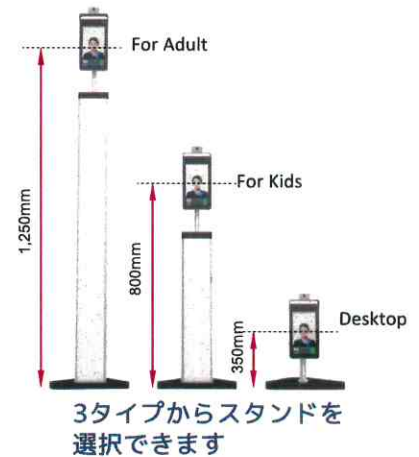 For Adult
1,250mm
For Kids
800mm
Desktop
350mm
3タイプからスタンドを
選択できます